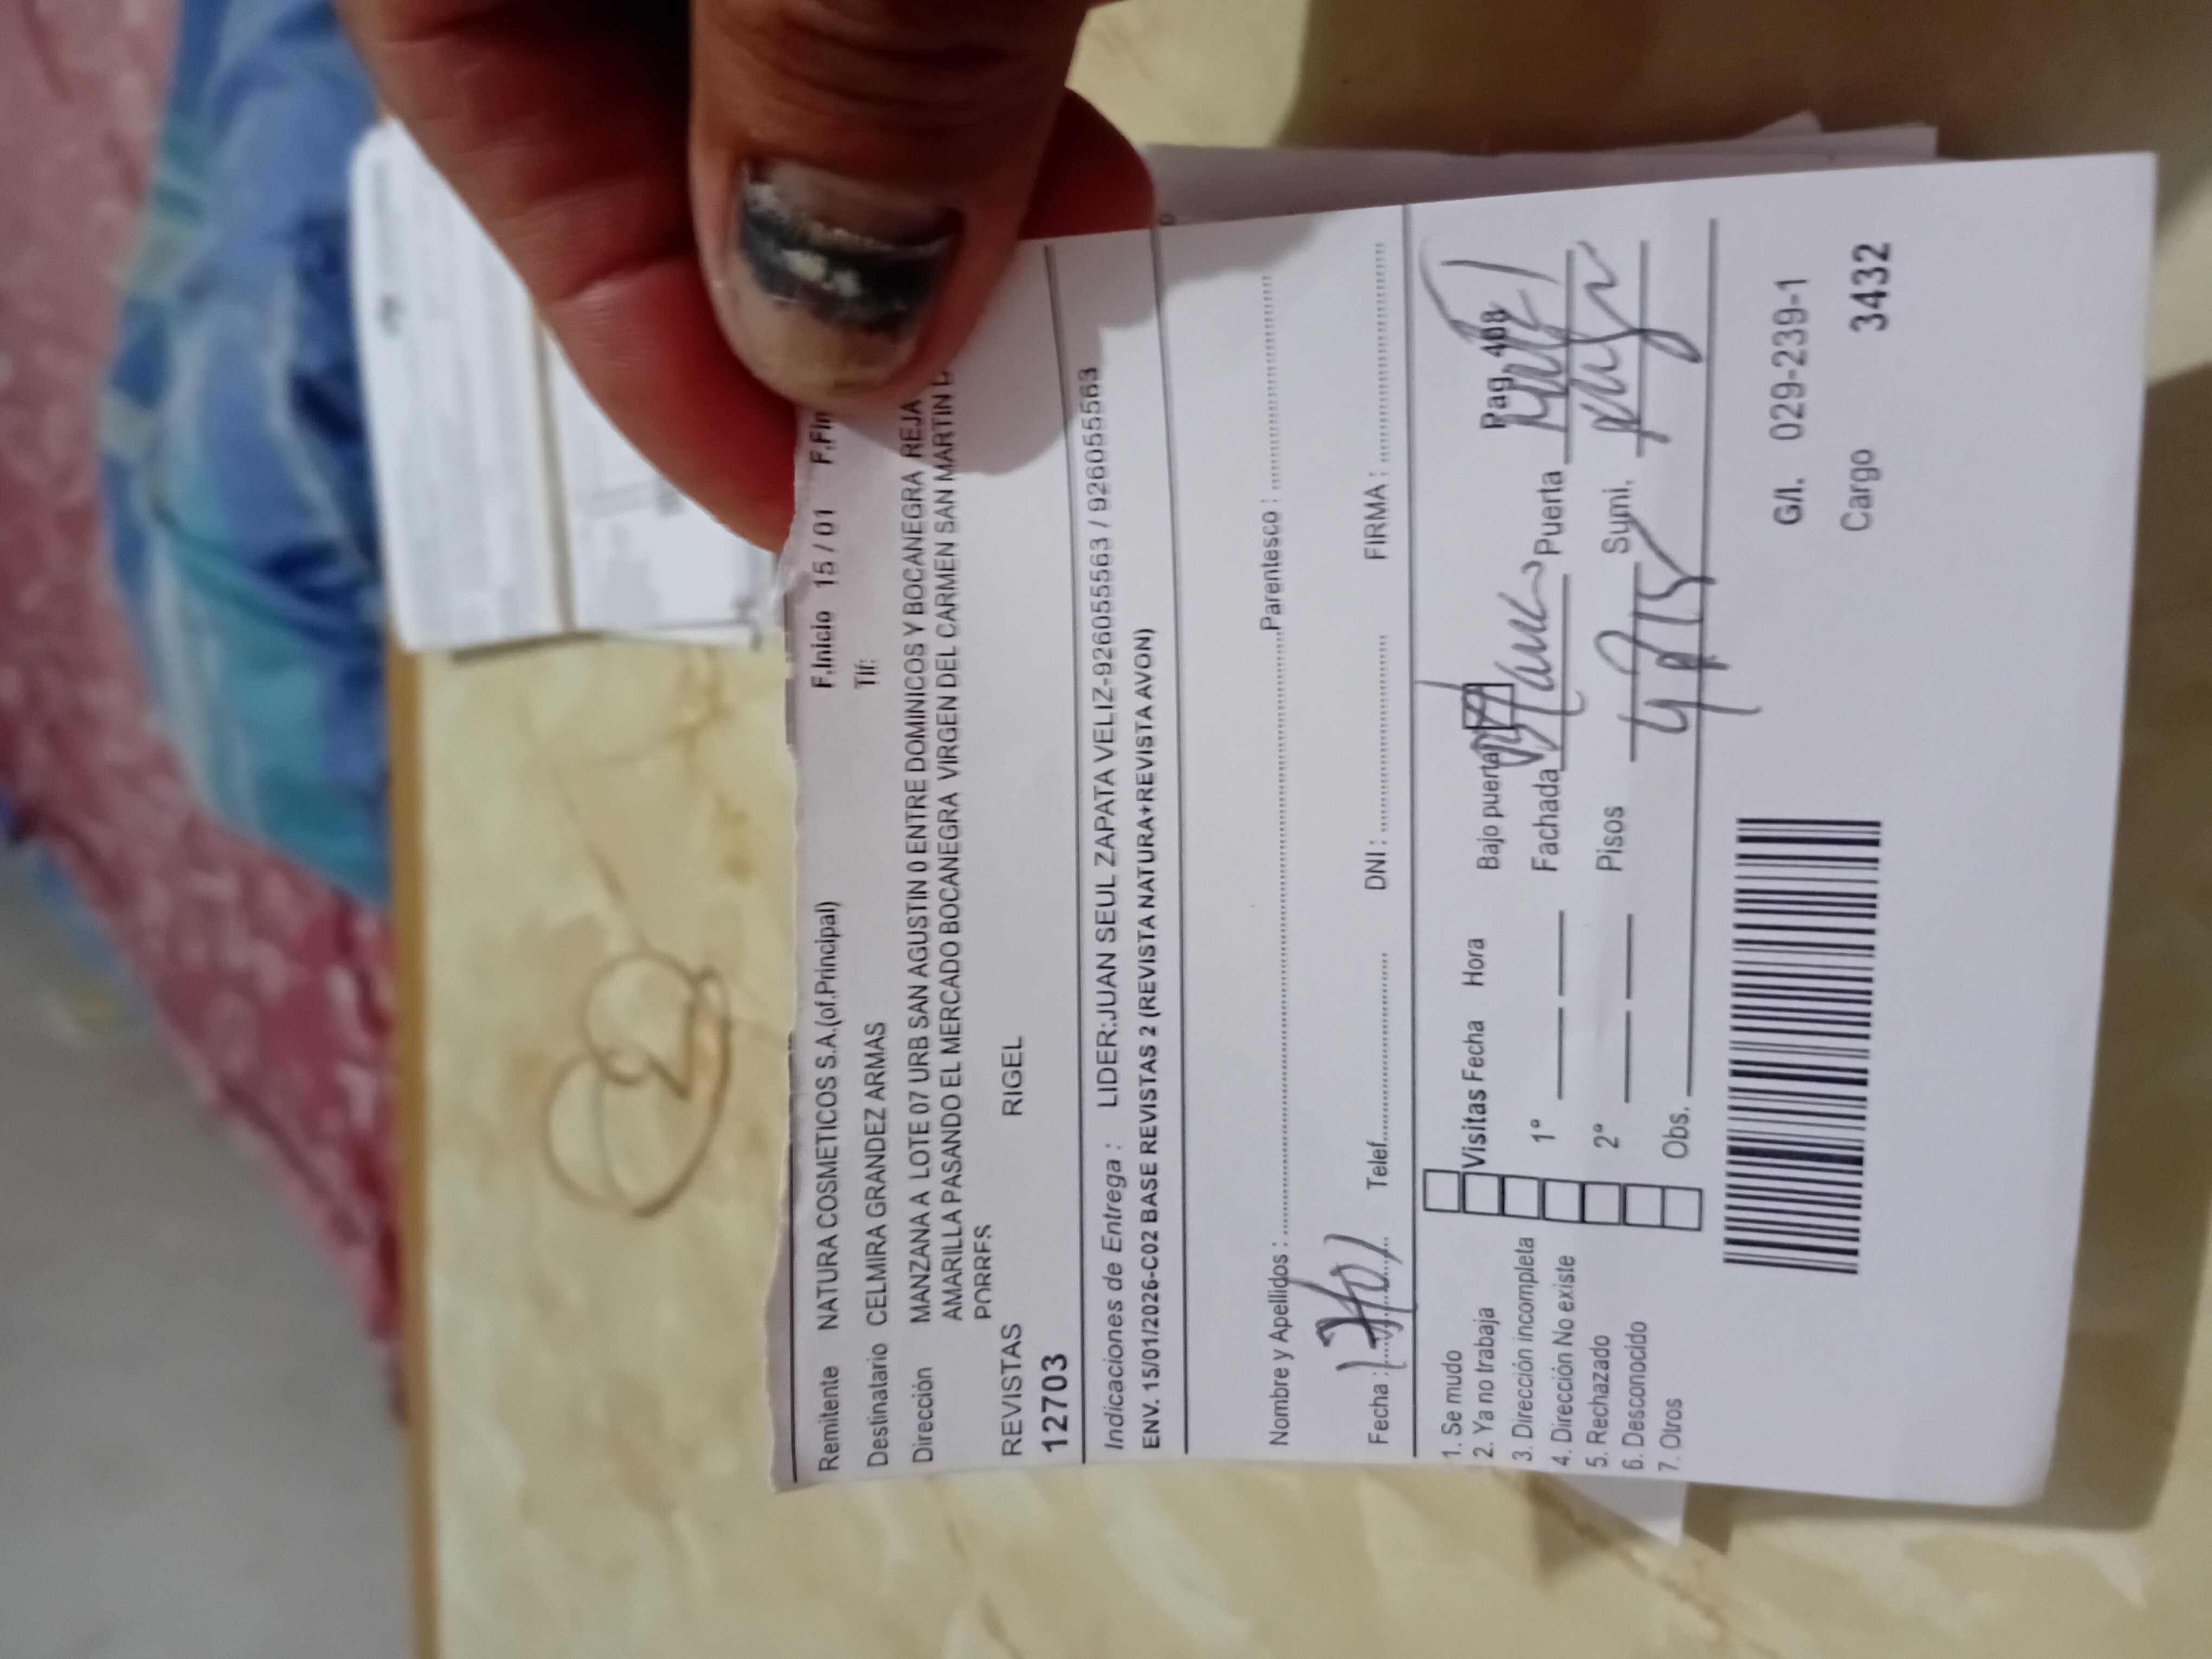 F.Inicio 15 / 01 F.Fin
Remitente NATURA COSMETICOS S.A.(of.Principal) Tlf:
Destinatario CELMIRA GRANDEZ ARMAS
Dirección MANZANA A LOTE 07 URB SAN AGUSTIN 0 ENTRE DOMINICOS Y BOCANEGRA REJA
AMARILLA PASANDO EL MERCADO BOCANEGRA VIRGEN DEL CARMEN SAN MARTIN D
PORRES
REVISTAS RIGEL
12703
Indicaciones de Entrega : LIDER:JUAN SEUL ZAPATA VELIZ-926055563 / 926055563
ENV. 15/01/2026-C02 BASE REVISTAS 2 (REVISTA NATURA+REVISTA AVON)
Nombre y Apellidos : Parentesco :
Fecha : 17/01 Telef. DNI : FIRMA :
Pag. 408
1. Se mudo
2. Ya no trabaja
3. Dirección incompleta
4. Dirección No existe
5. Rechazado
6. Desconocido
7. Otros
Visitas Fecha Hora Bajo puerta
1° Fachada Blanco Puerta
2° Pisos Sumi.
Obs.
G/l. 029-239-1
Cargo 3432